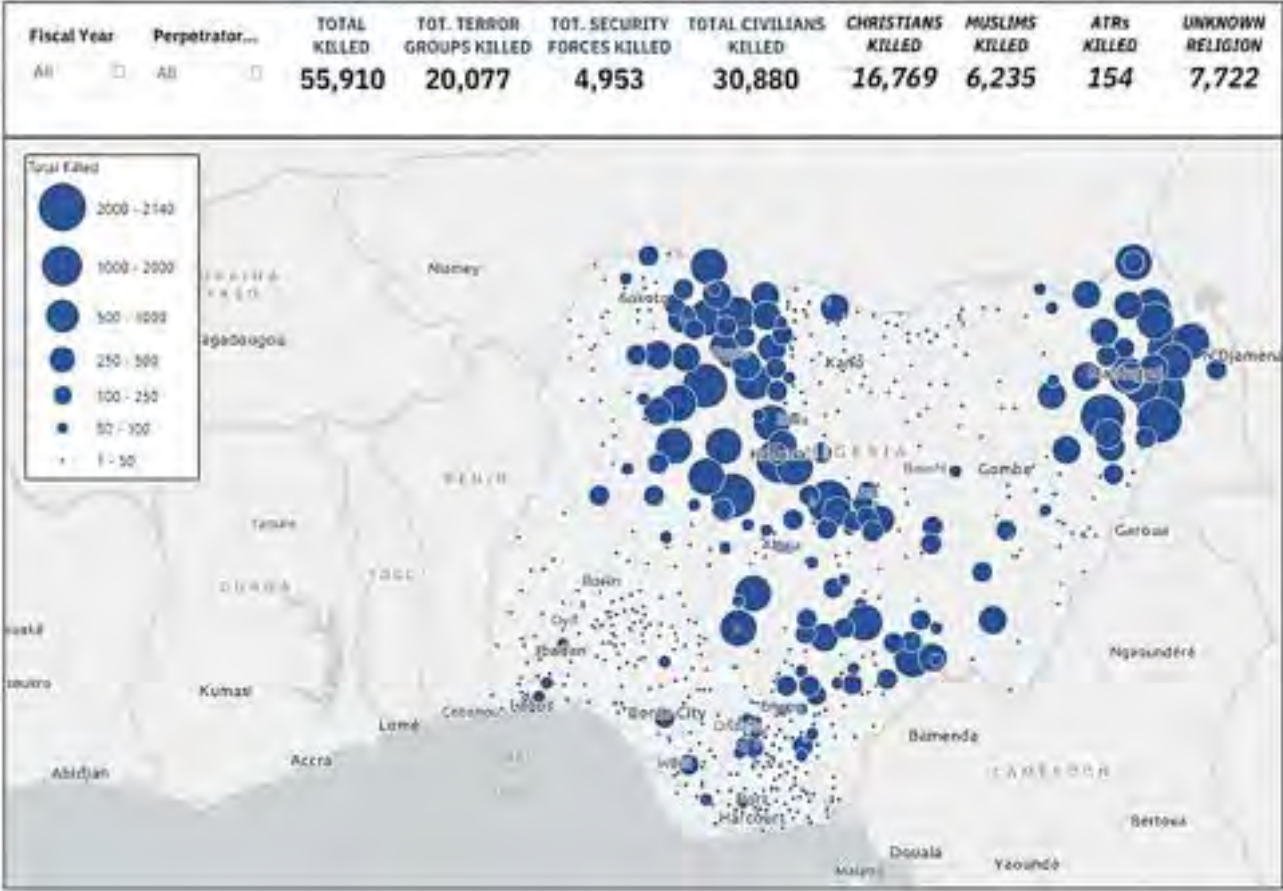 Fiscal Year
Perpetrator...
All
All
TOTAL
KILLED
55,910
TOT. TERROR
GROUPS KILLED
20,077
TOT. SECURITY
FORCES KILLED
4,953
TOTAL CIVILIANS
KILLED
30,880
CHRISTIANS
KILLED
16,769
MUSLIMS
KILLED
6,235
ATRs
KILLED
154
UNKNOWN
RELIGION
7,722
Total Killed
2000 - 2140
1000 - 2000
500 - 1000
250 - 500
100 - 250
50 - 100
1 - 50
Niamey
Sokoto
N'Djamena
Kano
NIGERIA
Bauchi
Gombe
BENIN
Garoua
Abuja
TOGO
Ilorin
Oyo
Ibadan
Ngaoundéré
Kumasi
Cotonou
Lagos
Benin City
Enugu
Lomé
Bamenda
Accra
Abidjan
CAMEROON
Port
Harcourt
Bertoua
Douala
Yaoundé
Malabo